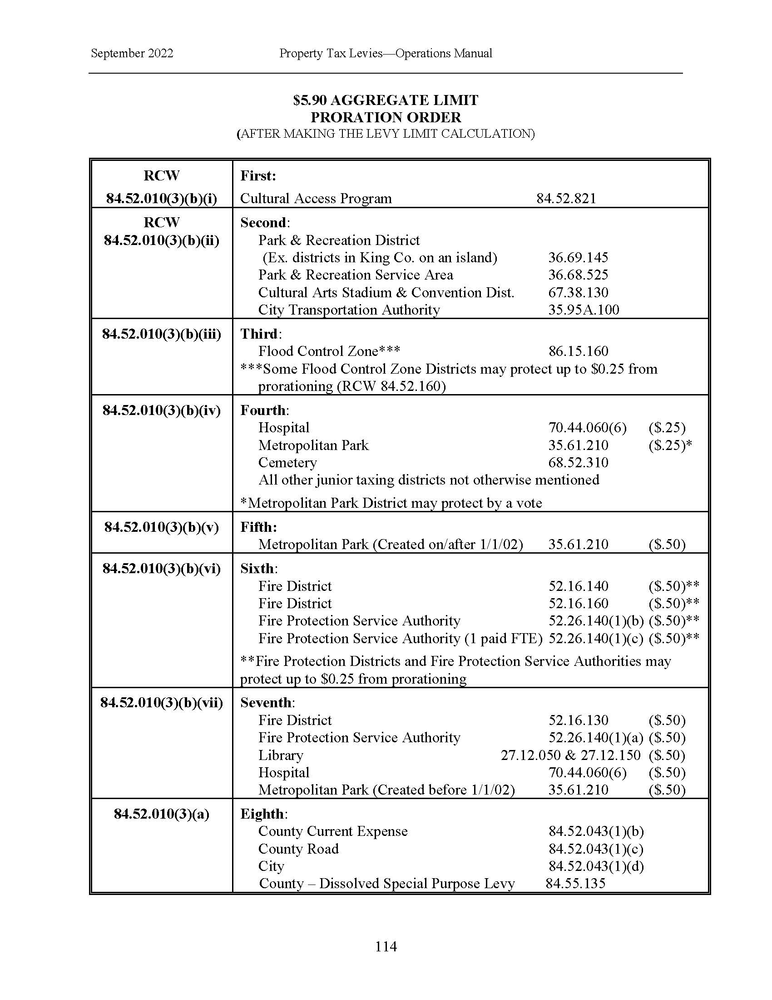 September 2022 Property Tax Levies—Operations Manual
$5.90 AGGREGATE LIMIT
PRORATION ORDER
(AFTER MAKING THE LEVY LIMIT CALCULATION)
RCW First:
84.52.010(3)(b)(i) Cultural Access Program 84.52.821
RCW Second:
84.52.010(3)(b)(ii) Park & Recreation District
(Ex. districts in King Co. on an island) 36.69.145
Park & Recreation Service Area 36.68.525
Cultural Arts Stadium & Convention Dist. 67.38.130
City Transportation Authority 35.95A.100
84.52.010(3)(b)(iii) Third:
Flood Control Zone*** 86.15.160
***Some Flood Control Zone Districts may protect up to $0.25 from
prorationing (RCW 84.52.160)
84.52.010(3)(b)(iv) Fourth:
Hospital 70.44.060(6) ($.25)
Metropolitan Park 35.61.210 ($.25)*
Cemetery 68.52.310
All other junior taxing districts not otherwise mentioned
*Metropolitan Park District may protect by a vote
84.52.010(3)(b)(v) Fifth:
Metropolitan Park (Created on/after 1/1/02) 35.61.210 ($.50)
84.52.010(3)(b)(vi) Sixth:
Fire District 52.16.140 ($.50)**
Fire District 52.16.160 ($.50)**
Fire Protection Service Authority 52.26.140(1)(b) ($.50)**
Fire Protection Service Authority (1 paid FTE) 52.26.140(1)(c) ($.50)**
**Fire Protection Districts and Fire Protection Service Authorities may
protect up to $0.25 from prorationing
84.52.010(3)(b)(vii) Seventh:
Fire District 52.16.130 ($.50)
Fire Protection Service Authority 52.26.140(1)(a) ($.50)
Library 27.12.050 & 27.12.150 ($.50)
Hospital 70.44.060(6) ($.50)
Metropolitan Park (Created before 1/1/02) 35.61.210 ($.50)
84.52.010(3)(a) Eighth:
County Current Expense 84.52.043(1)(b)
County Road 84.52.043(1)(c)
City 84.52.043(1)(d)
County – Dissolved Special Purpose Levy 84.55.135
114